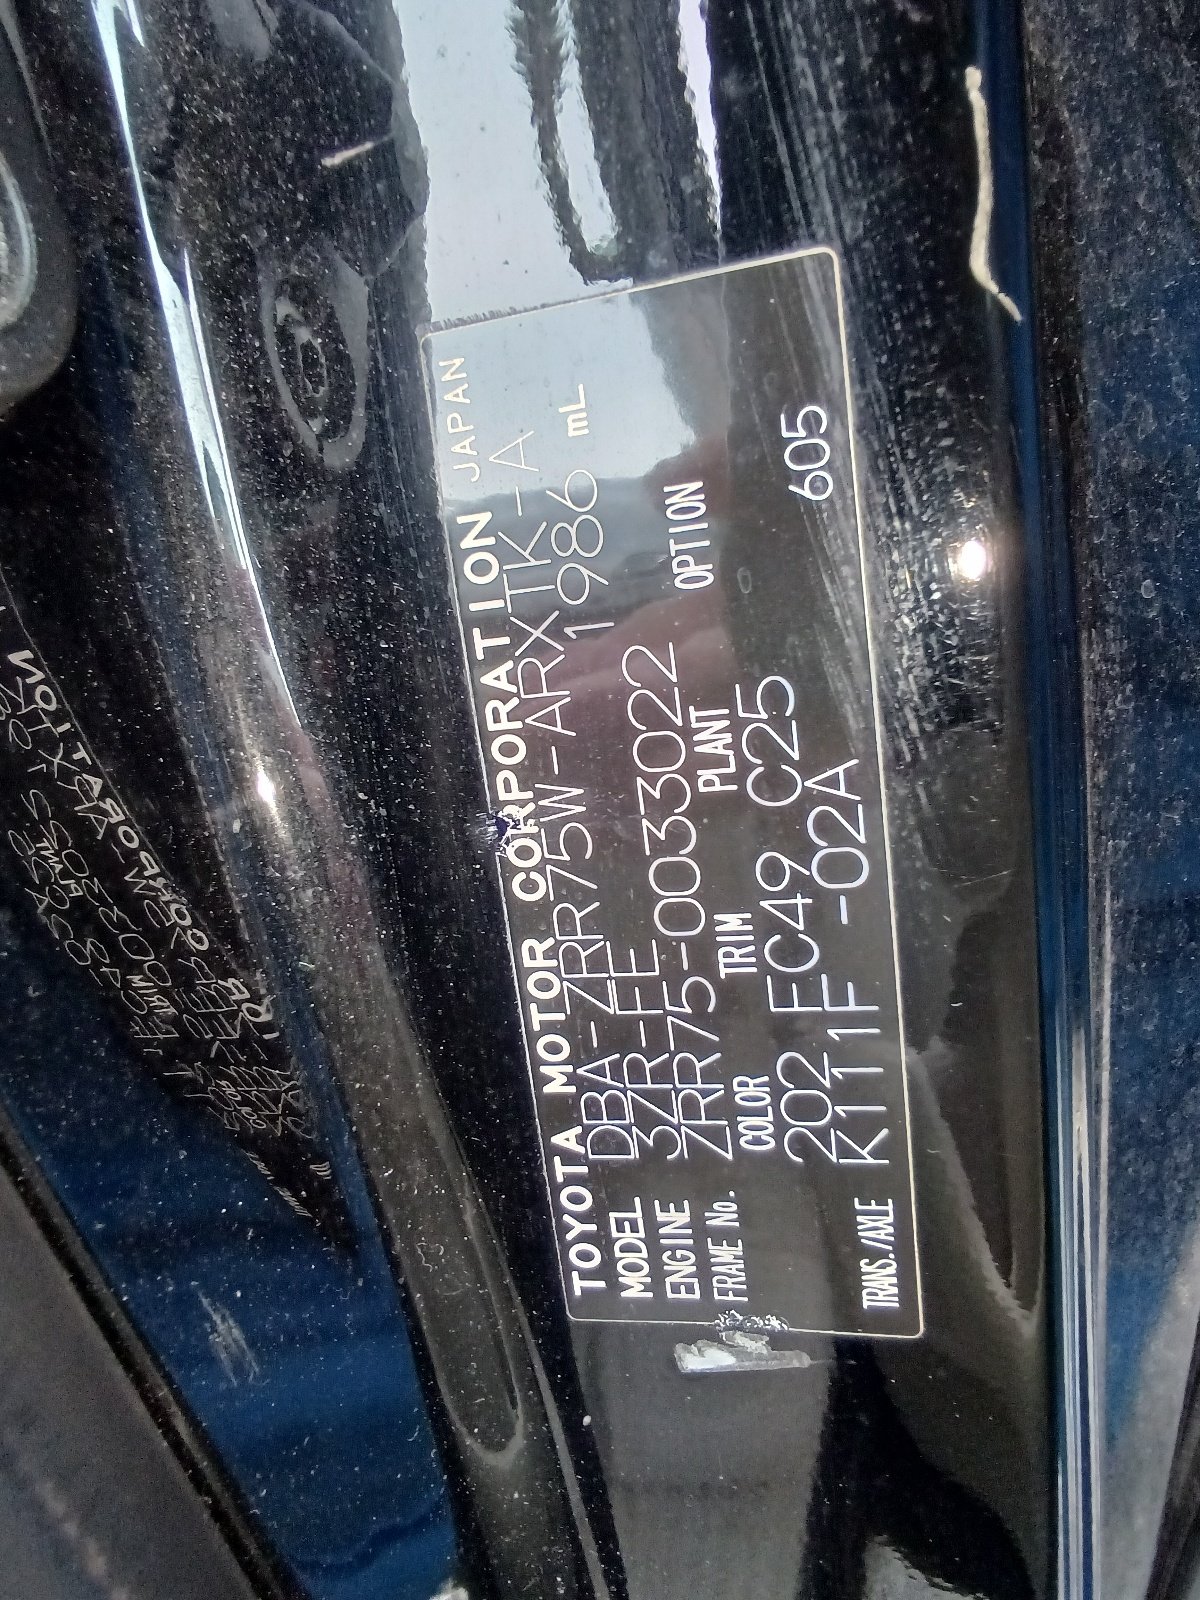 TOYOTA MOTOR CORPORATION JAPAN
MODEL DBA-ZRR75W-ARXTK-A
ENGINE 3ZR-FE 1986 mL
FRAME No. ZRR75-0033022
COLOR TRIM PLANT OPTION
202 FC49 C25 605
TRANS./AXLE K111F -02A